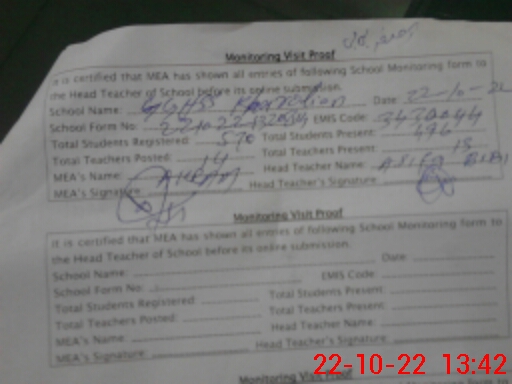 Monitoring Visit Proof
It is certified that MEA has shown all entries of following School Monitoring form to
the Head Teacher of School before its online submission.
School Name: GGHSS Date: 22-10-22
School Form No: EMIS Code:
Total Students Registered: 570 Total Students Present: 496
Total Teachers Posted: 14 Total Teachers Present: 13
MEA's Name: AKRAM Head Teacher Name: BIBI
MEA's Signature: Head Teacher's Signature:
Monitoring Visit Proof
It is certified that MEA has shown all entries of following School Monitoring form to
the Head Teacher of School before its online submission.
School Name: Date:
School Form No: EMIS Code:
Total Students Registered: Total Students Present:
Total Teachers Posted: Total Teachers Present:
MEA's Name: Head Teacher Name:
MEA's Signature: Head Teacher's Signature:
Monitoring Visit Proof
22-10-22 13:42